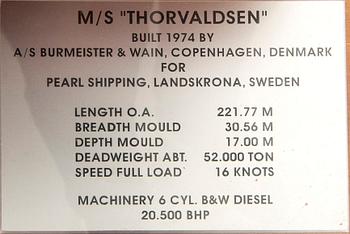 M/S "THORVALDSEN"
BUILT 1974 BY
A/S BURMEISTER & WAIN, COPENHAGEN, DENMARK
FOR
PEARL SHIPPING, LANDSKRONA, SWEDEN
LENGTH O.A. 221.77 M
BREADTH MOULD 30.56 M
DEPTH MOULD 17.00 M
DEADWEIGHT ABT. 52.000 TON
SPEED FULL LOAD 16 KNOTS
MACHINERY 6 CYL. B&W DIESEL
20.500 BHP